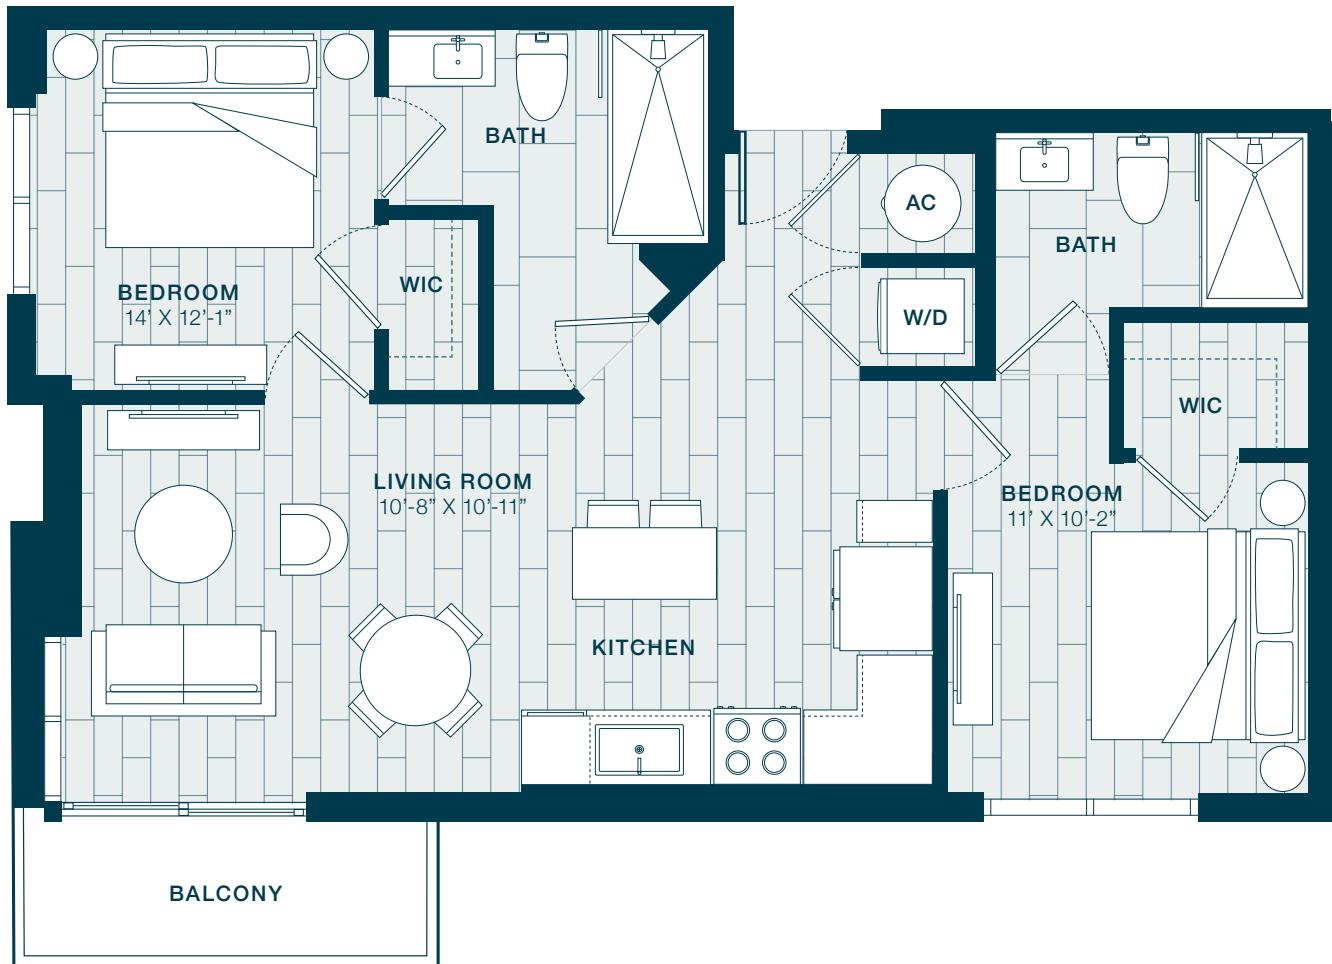 BATH
AC
BATH
WIC
BEDROOM
14’ X 12’-1”
W/D
WIC
LIVING ROOM
10’-8” X 10’-11”
BEDROOM
11’ X 10’-2”
KITCHEN
BALCONY